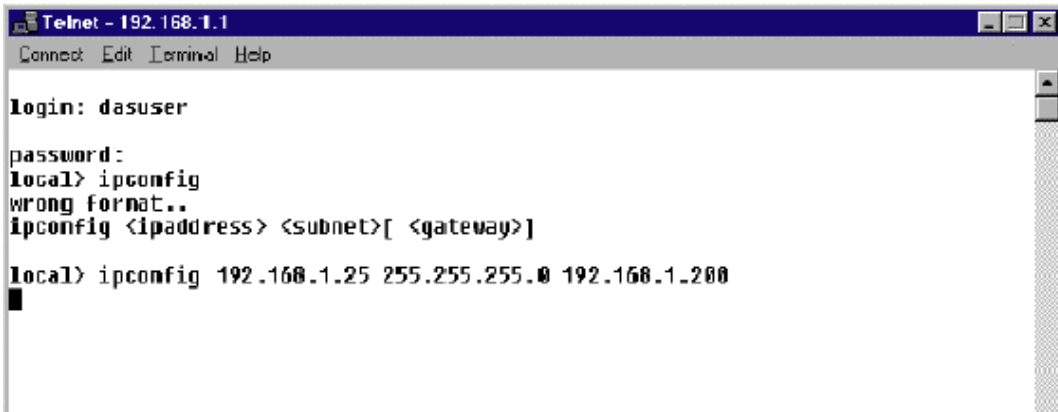 Telnet - 192.168.1.1
Connect Edit Terminal Help
login: dasuser
password:
local> ipconfig
wrong format..
ipconfig <ipaddress> <subnet>[ <gateway>]
local> ipconfig 192.168.1.25 255.255.255.0 192.168.1.200